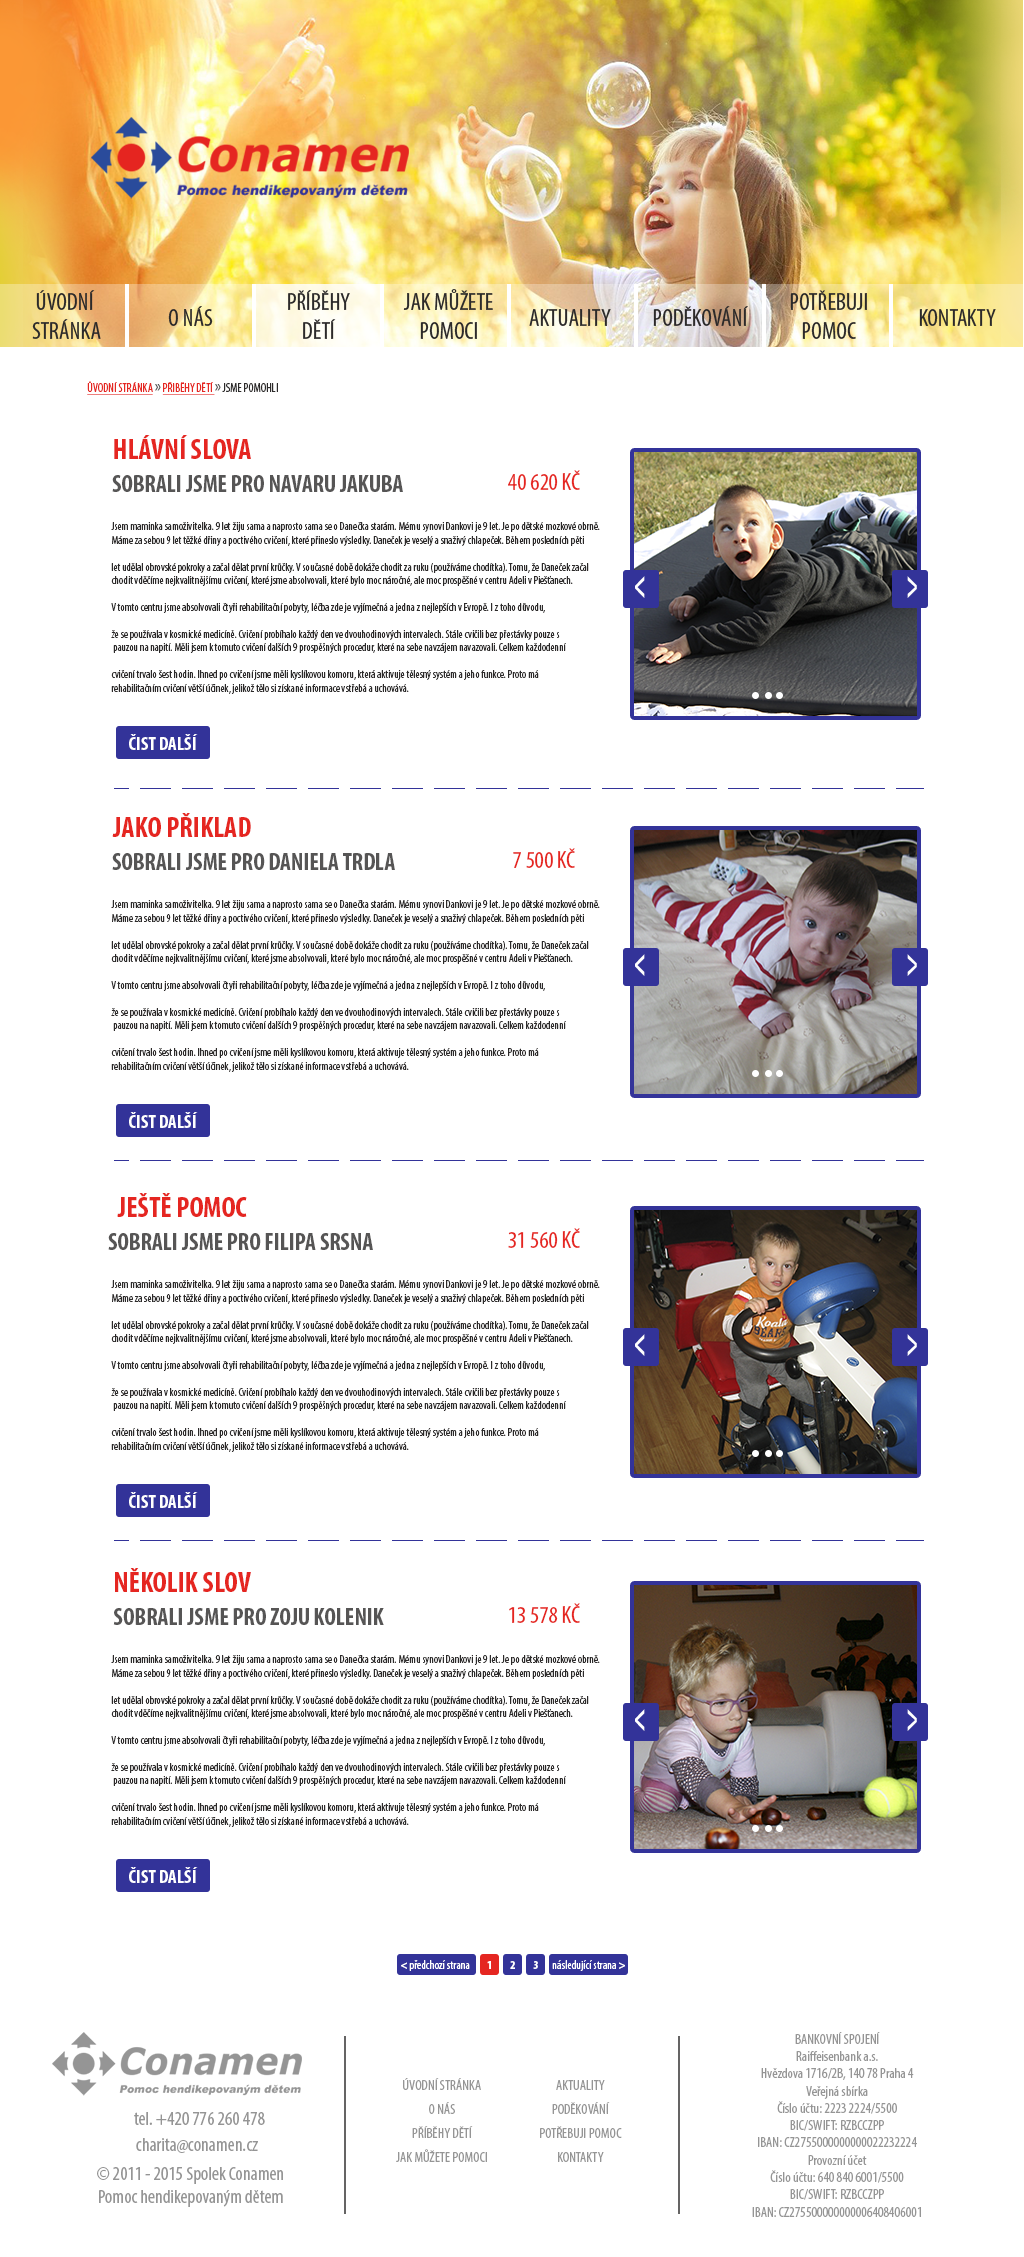 Conamen
Pomoc hendikepovaným dětem
ÚVODNÍ
STRÁNKA
O NÁS
PŘÍBĚHY
DĚTÍ
JAK MŮŽETE
POMOCI
AKTUALITY
PODĚKOVÁNÍ
POTŘEBUJI
POMOC
KONTAKTY
ÚVODNÍ STRÁNKA » PŘIBĚHY DĚTÍ » JSME POMOHLI
HLÁVNÍ SLOVA
SOBRALI JSME PRO NAVARU JAKUBA
40 620 KČ
Jsem maminka samoživitelka. 9 let žiju sama a naprosto sama se o Danečka starám. Mému synovi Dankovi je 9 let. Je po dětské mozkové obrně.
Máme za sebou 9 let těžké dřiny a poctivého cvičení, které přineslo výsledky. Daneček je veselý a snaživý chlapeček. Během posledních pěti
let udělal obrovské pokroky a začal dělat první krůčky. V současné době dokáže chodit za ruku (používáme chodítka). Tomu, že Daneček začal
chodit vděčíme nejkvalitnějšímu cvičení, které jsme absolvovali, které bylo moc náročné, ale moc prospěšné v centru Adeli v Piešťanech.
V tomto centru jsme absolvovali čtyři rehabilitační pobyty, léčba zde je vyjímečná a jedna z nejlepších v Evropě. I z toho důvodu,
že se používala v kosmické medicíně. Cvičení probíhalo každý den ve dvouhodinových intervalech. Stále cvičili bez přestávky pouze s
pauzou na napití. Měli jsem k tomuto cvičení dalších 9 prospěšných procedur, které na sebe navzájem navazovali. Celkem každodenní
cvičení trvalo šest hodin. Ihned po cvičení jsme měli kyslíkovou komoru, která aktivuje tělesný systém a jeho funkce. Proto má
rehabilitačním cvičení větší účinek, jelikož tělo si získané informace vstřebá a uchovává.
ČIST DALŠÍ
JAKO PŘIKLAD
SOBRALI JSME PRO DANIELA TRDLA
7 500 KČ
Jsem maminka samoživitelka. 9 let žiju sama a naprosto sama se o Danečka starám. Mému synovi Dankovi je 9 let. Je po dětské mozkové obrně.
Máme za sebou 9 let těžké dřiny a poctivého cvičení, které přineslo výsledky. Daneček je veselý a snaživý chlapeček. Během posledních pěti
let udělal obrovské pokroky a začal dělat první krůčky. V současné době dokáže chodit za ruku (používáme chodítka). Tomu, že Daneček začal
chodit vděčíme nejkvalitnějšímu cvičení, které jsme absolvovali, které bylo moc náročné, ale moc prospěšné v centru Adeli v Piešťanech.
V tomto centru jsme absolvovali čtyři rehabilitační pobyty, léčba zde je vyjímečná a jedna z nejlepších v Evropě. I z toho důvodu,
že se používala v kosmické medicíně. Cvičení probíhalo každý den ve dvouhodinových intervalech. Stále cvičili bez přestávky pouze s
pauzou na napití. Měli jsem k tomuto cvičení dalších 9 prospěšných procedur, které na sebe navzájem navazovali. Celkem každodenní
cvičení trvalo šest hodin. Ihned po cvičení jsme měli kyslíkovou komoru, která aktivuje tělesný systém a jeho funkce. Proto má
rehabilitačním cvičení větší účinek, jelikož tělo si získané informace vstřebá a uchovává.
ČIST DALŠÍ
JEŠTĚ POMOC
SOBRALI JSME PRO FILIPA SRSNA
31 560 KČ
Jsem maminka samoživitelka. 9 let žiju sama a naprosto sama se o Danečka starám. Mému synovi Dankovi je 9 let. Je po dětské mozkové obrně.
Máme za sebou 9 let těžké dřiny a poctivého cvičení, které přineslo výsledky. Daneček je veselý a snaživý chlapeček. Během posledních pěti
let udělal obrovské pokroky a začal dělat první krůčky. V současné době dokáže chodit za ruku (používáme chodítka). Tomu, že Daneček začal
chodit vděčíme nejkvalitnějšímu cvičení, které jsme absolvovali, které bylo moc náročné, ale moc prospěšné v centru Adeli v Piešťanech.
V tomto centru jsme absolvovali čtyři rehabilitační pobyty, léčba zde je vyjímečná a jedna z nejlepších v Evropě. I z toho důvodu,
že se používala v kosmické medicíně. Cvičení probíhalo každý den ve dvouhodinových intervalech. Stále cvičili bez přestávky pouze s
pauzou na napití. Měli jsem k tomuto cvičení dalších 9 prospěšných procedur, které na sebe navzájem navazovali. Celkem každodenní
cvičení trvalo šest hodin. Ihned po cvičení jsme měli kyslíkovou komoru, která aktivuje tělesný systém a jeho funkce. Proto má
rehabilitačním cvičení větší účinek, jelikož tělo si získané informace vstřebá a uchovává.
Koala
BEAR
ČIST DALŠÍ
NĚKOLIK SLOV
SOBRALI JSME PRO ZOJU KOLENIK
13 578 KČ
Jsem maminka samoživitelka. 9 let žiju sama a naprosto sama se o Danečka starám. Mému synovi Dankovi je 9 let. Je po dětské mozkové obrně.
Máme za sebou 9 let těžké dřiny a poctivého cvičení, které přineslo výsledky. Daneček je veselý a snaživý chlapeček. Během posledních pěti
let udělal obrovské pokroky a začal dělat první krůčky. V současné době dokáže chodit za ruku (používáme chodítka). Tomu, že Daneček začal
chodit vděčíme nejkvalitnějšímu cvičení, které jsme absolvovali, které bylo moc náročné, ale moc prospěšné v centru Adeli v Piešťanech.
V tomto centru jsme absolvovali čtyři rehabilitační pobyty, léčba zde je vyjímečná a jedna z nejlepších v Evropě. I z toho důvodu,
že se používala v kosmické medicíně. Cvičení probíhalo každý den ve dvouhodinových intervalech. Stále cvičili bez přestávky pouze s
pauzou na napití. Měli jsem k tomuto cvičení dalších 9 prospěšných procedur, které na sebe navzájem navazovali. Celkem každodenní
cvičení trvalo šest hodin. Ihned po cvičení jsme měli kyslíkovou komoru, která aktivuje tělesný systém a jeho funkce. Proto má
rehabilitačním cvičení větší účinek, jelikož tělo si získané informace vstřebá a uchovává.
ČIST DALŠÍ
< předchozí strana 1 2 3 následující strana >
Conamen
Pomoc hendikepovaným dětem
tel. +420 776 260 478
charita@conamen.cz
© 2011 - 2015 Spolek Conamen
Pomoc hendikepovaným dětem
ÚVODNÍ STRÁNKA
O NÁS
PŘÍBĚHY DĚTÍ
JAK MŮŽETE POMOCI
AKTUALITY
PODĚKOVÁNÍ
POTŘEBUJI POMOC
KONTAKTY
BANKOVNÍ SPOJENÍ
Raiffeisenbank a.s.
Hvězdova 1716/2B, 140 78 Praha 4
Veřejná sbírka
Číslo účtu: 2223 2224/5500
BIC/SWIFT: RZBCCZPP
IBAN: CZ2755000000000022232224
Provozní účet
Číslo účtu: 640 840 6001/5500
BIC/SWIFT: RZBCCZPP
IBAN: CZ2755000000000006408406001